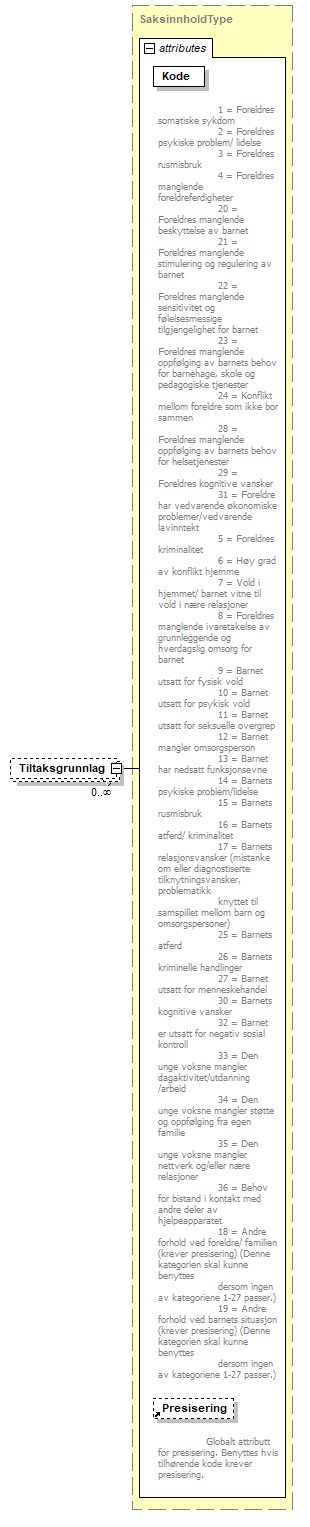 SaksinnholdType
attributes
Kode
1 = Foreldres
somatiske sykdom
2 = Foreldres
psykiske problem/ lidelse
3 = Foreldres
rusmisbruk
4 = Foreldres
manglende
foreldreferdigheter
20 =
Foreldres manglende
beskyttelse av barnet
21 =
Foreldres manglende
stimulering og regulering av
barnet
22 =
Foreldres manglende
sensitivitet og
følelsesmessige
tilgjengelighet for barnet
23 =
Foreldres manglende
oppfølging av barnets behov
for barnehage, skole og
pedagogiske tjenester
24 = Konflikt
mellom foreldre som ikke bor
sammen
28 =
Foreldres manglende
oppfølging av barnets behov
for helsetjenester
29 =
Foreldres kognitive vansker
31 = Foreldre
har vedvarende økonomiske
problemer/vedvarende
lavinntekt
5 = Foreldres
kriminalitet
6 = Høy grad
av konflikt hjemme
7 = Vold i
hjemmet/ barnet vitne til
vold i nære relasjoner
8 = Foreldres
manglende ivaretakelse av
grunnleggende og
hverdagslig omsorg for
barnet
9 = Barnet
utsatt for fysisk vold
10 = Barnet
utsatt for psykisk vold
11 = Barnet
utsatt for seksuelle overgrep
12 = Barnet
mangler omsorgsperson
13 = Barnet
har nedsatt funksjonsevne
14 = Barnets
psykiske problem/lidelse
15 = Barnets
rusmisbruk
16 = Barnets
atferd/ kriminalitet
17 = Barnets
relasjonsvansker (mistanke
om eller diagnostiserte
tilknytningsvansker,
problematikk
knyttet til
samspillet mellom barn og
omsorgspersoner)
25 = Barnets
atferd
26 = Barnets
kriminelle handlinger
27 = Barnet
utsatt for menneskehandel
30 = Barnets
kognitive vansker
32 = Barnet
er utsatt for negativ sosial
kontroll
33 = Den
unge voksne mangler
dagaktivitet/utdanning
/arbeid
34 = Den
unge voksne mangler støtte
og oppfølging fra egen
familie
35 = Den
unge voksne mangler
nettverk og/eller nære
relasjoner
36 = Behov
for bistand i kontakt med
andre deler av
hjelpeapparatet
18 = Andre
forhold ved foreldre/ familien
(krever presisering) (Denne
kategorien skal kunne
benyttes
dersom ingen
av kategoriene 1-27 passer.)
19 = Andre
forhold ved barnets situasjon
(krever presisering) (Denne
kategorien skal kunne
benyttes
dersom ingen
av kategoriene 1-27 passer.)
Tiltaksgrunnlag
0..∞
Presisering
Globalt attributt
for presisering. Benyttes hvis
tilhørende kode krever
presisering.